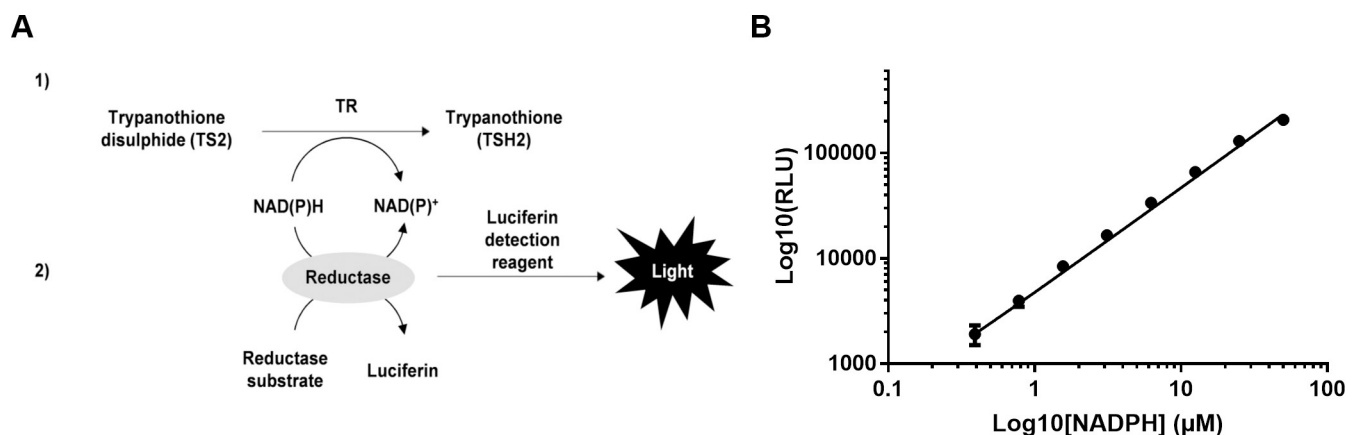 A
1)
TR
Trypanothione
disulphide (TS2)
Trypanothione
(TSH2)
NAD(P)H
NAD(P)⁺
Luciferin
detection
reagent
2)
Reductase
Light
Reductase
substrate
Luciferin
B
Log10(RLU)
100000
10000
1000
0.1
1
10
100
Log10[NADPH] (µM)